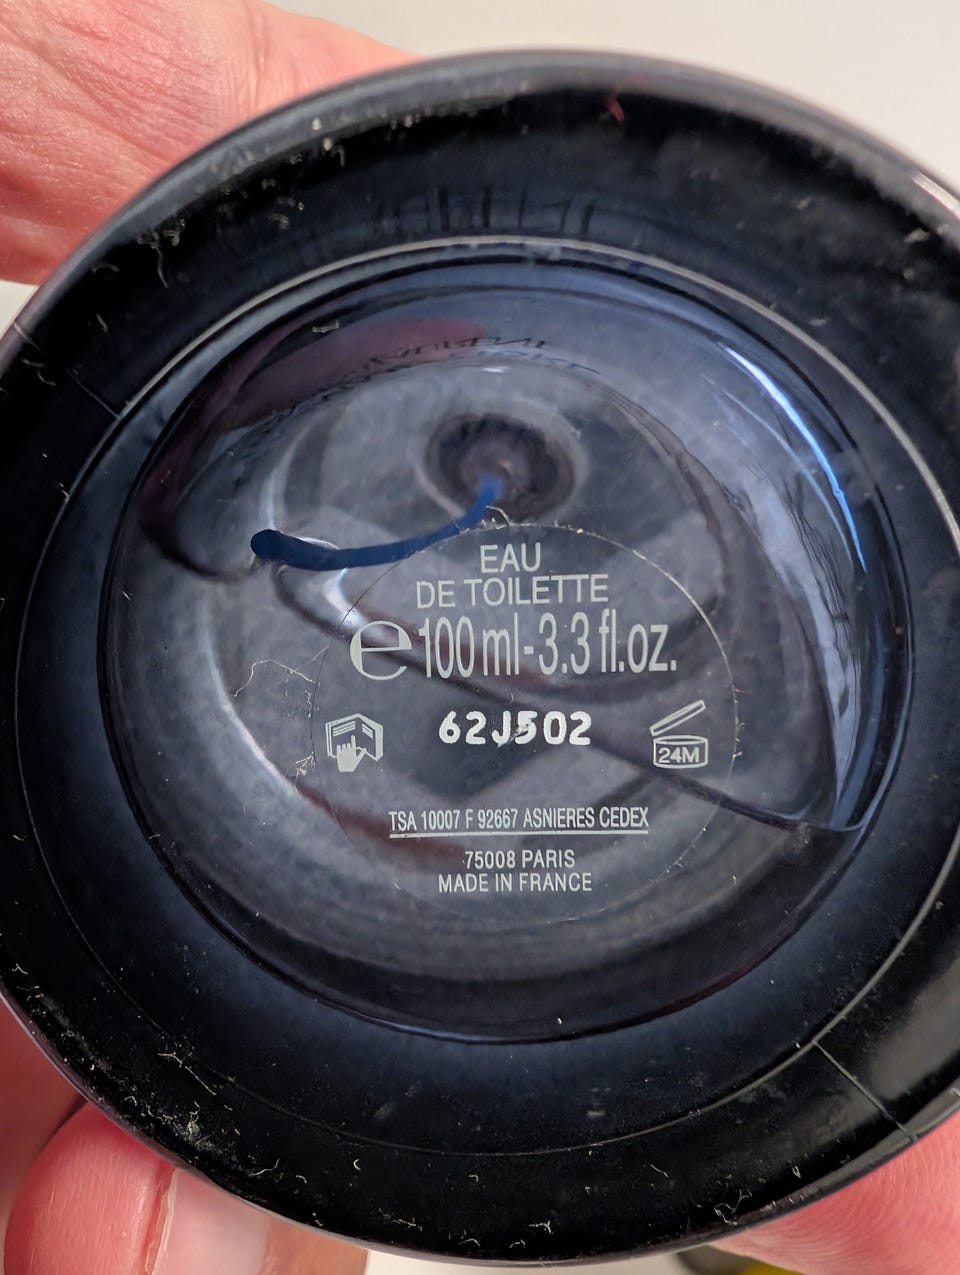 EAU
DE TOILETTE
℮ 100 ml - 3.3 fl.oz.
62J502
24M
TSA 10007 F 92667 ASNIERES CEDEX
75008 PARIS
MADE IN FRANCE